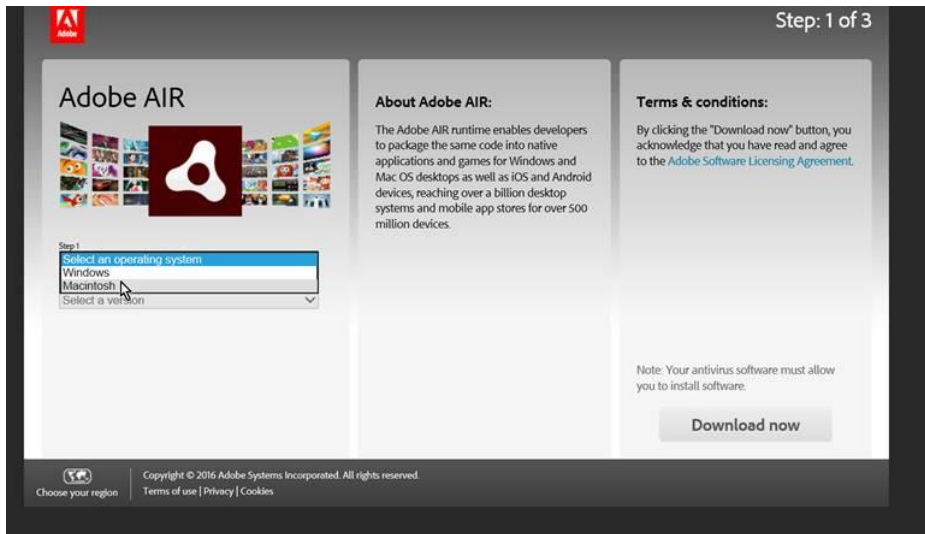 Adobe
Step: 1 of 3
Adobe AIR
Step 1
Select an operating system
Windows
Macintosh
Select a version
About Adobe AIR:
The Adobe AIR runtime enables developers
to package the same code into native
applications and games for Windows and
Mac OS desktops as well as iOS and Android
devices, reaching over a billion desktop
systems and mobile app stores for over 500
million devices.
Terms & conditions:
By clicking the "Download now" button, you
acknowledge that you have read and agree
to the Adobe Software Licensing Agreement.
Note: Your antivirus software must allow
you to install software.
Download now
Choose your region
Copyright © 2016 Adobe Systems Incorporated. All rights reserved.
Terms of use | Privacy | Cookies